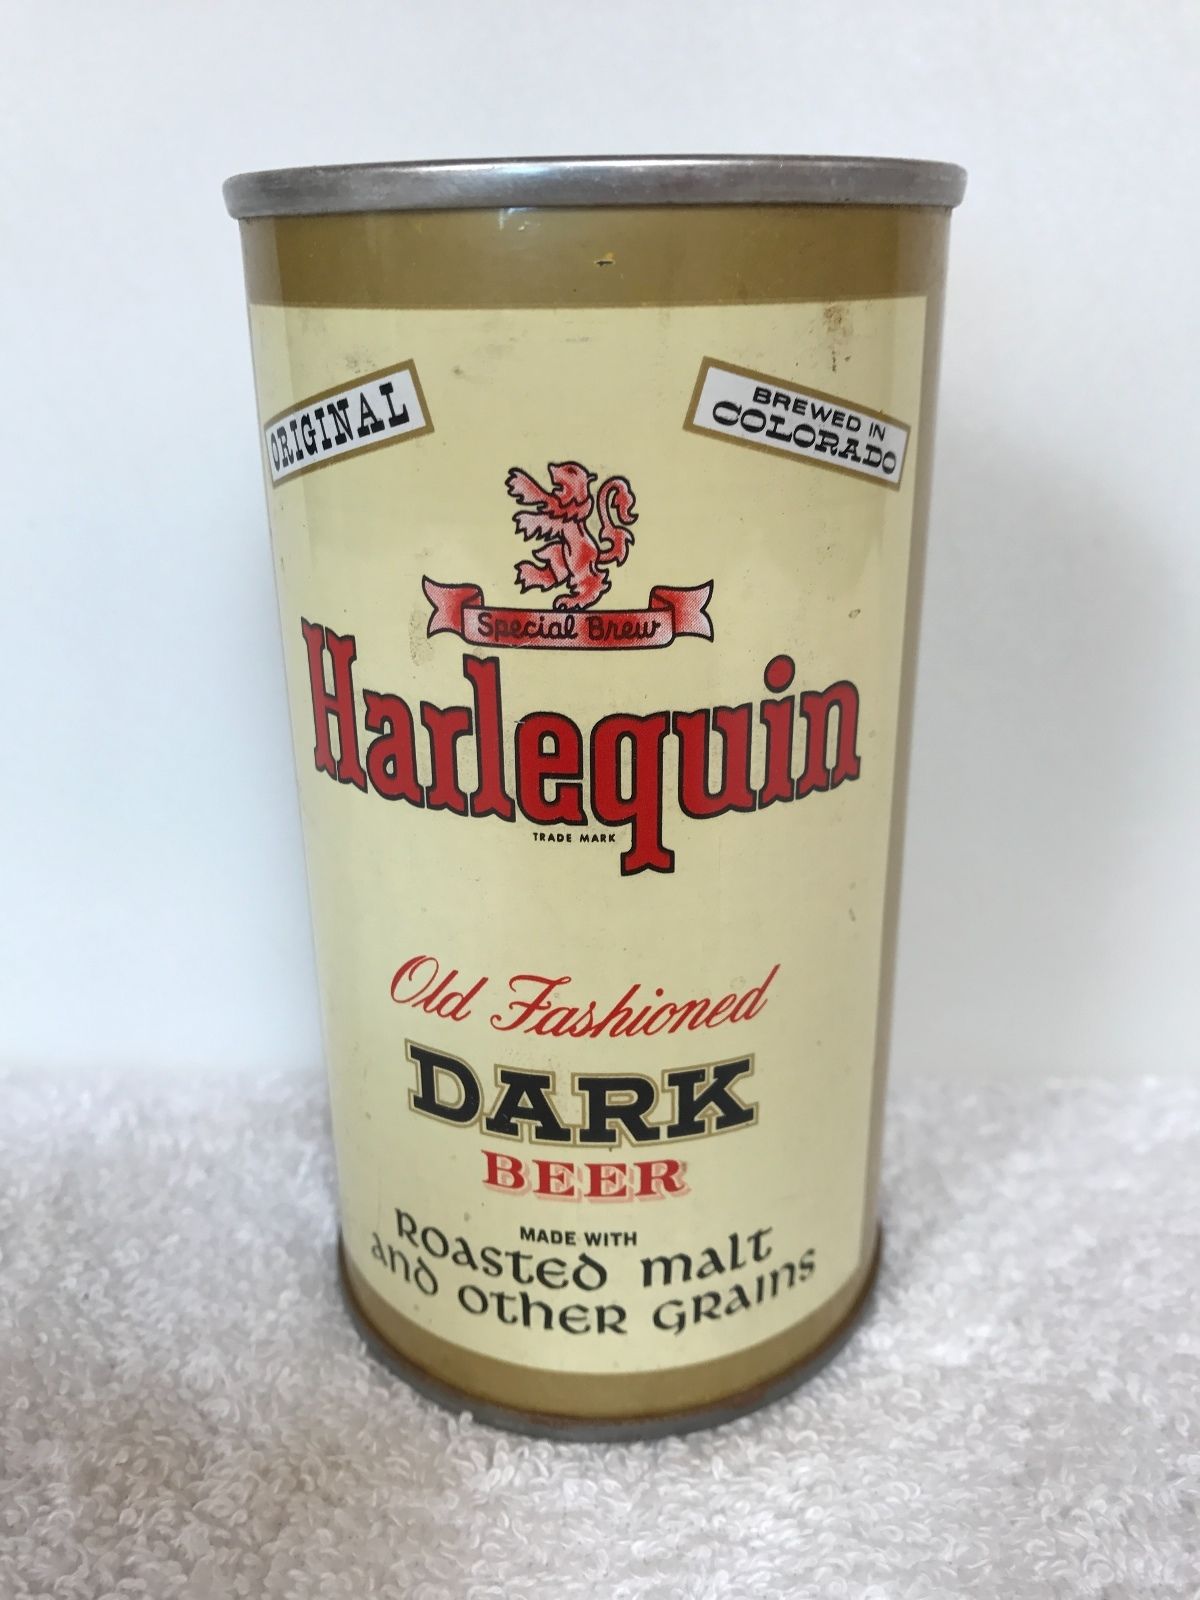 ORIGINAL
BREWED IN
COLORADO
Special Brew
Harlequin
TRADE MARK
Old Fashioned
DARK
BEER
MADE WITH
ROASTED MALT
AND OTHER GRAINS